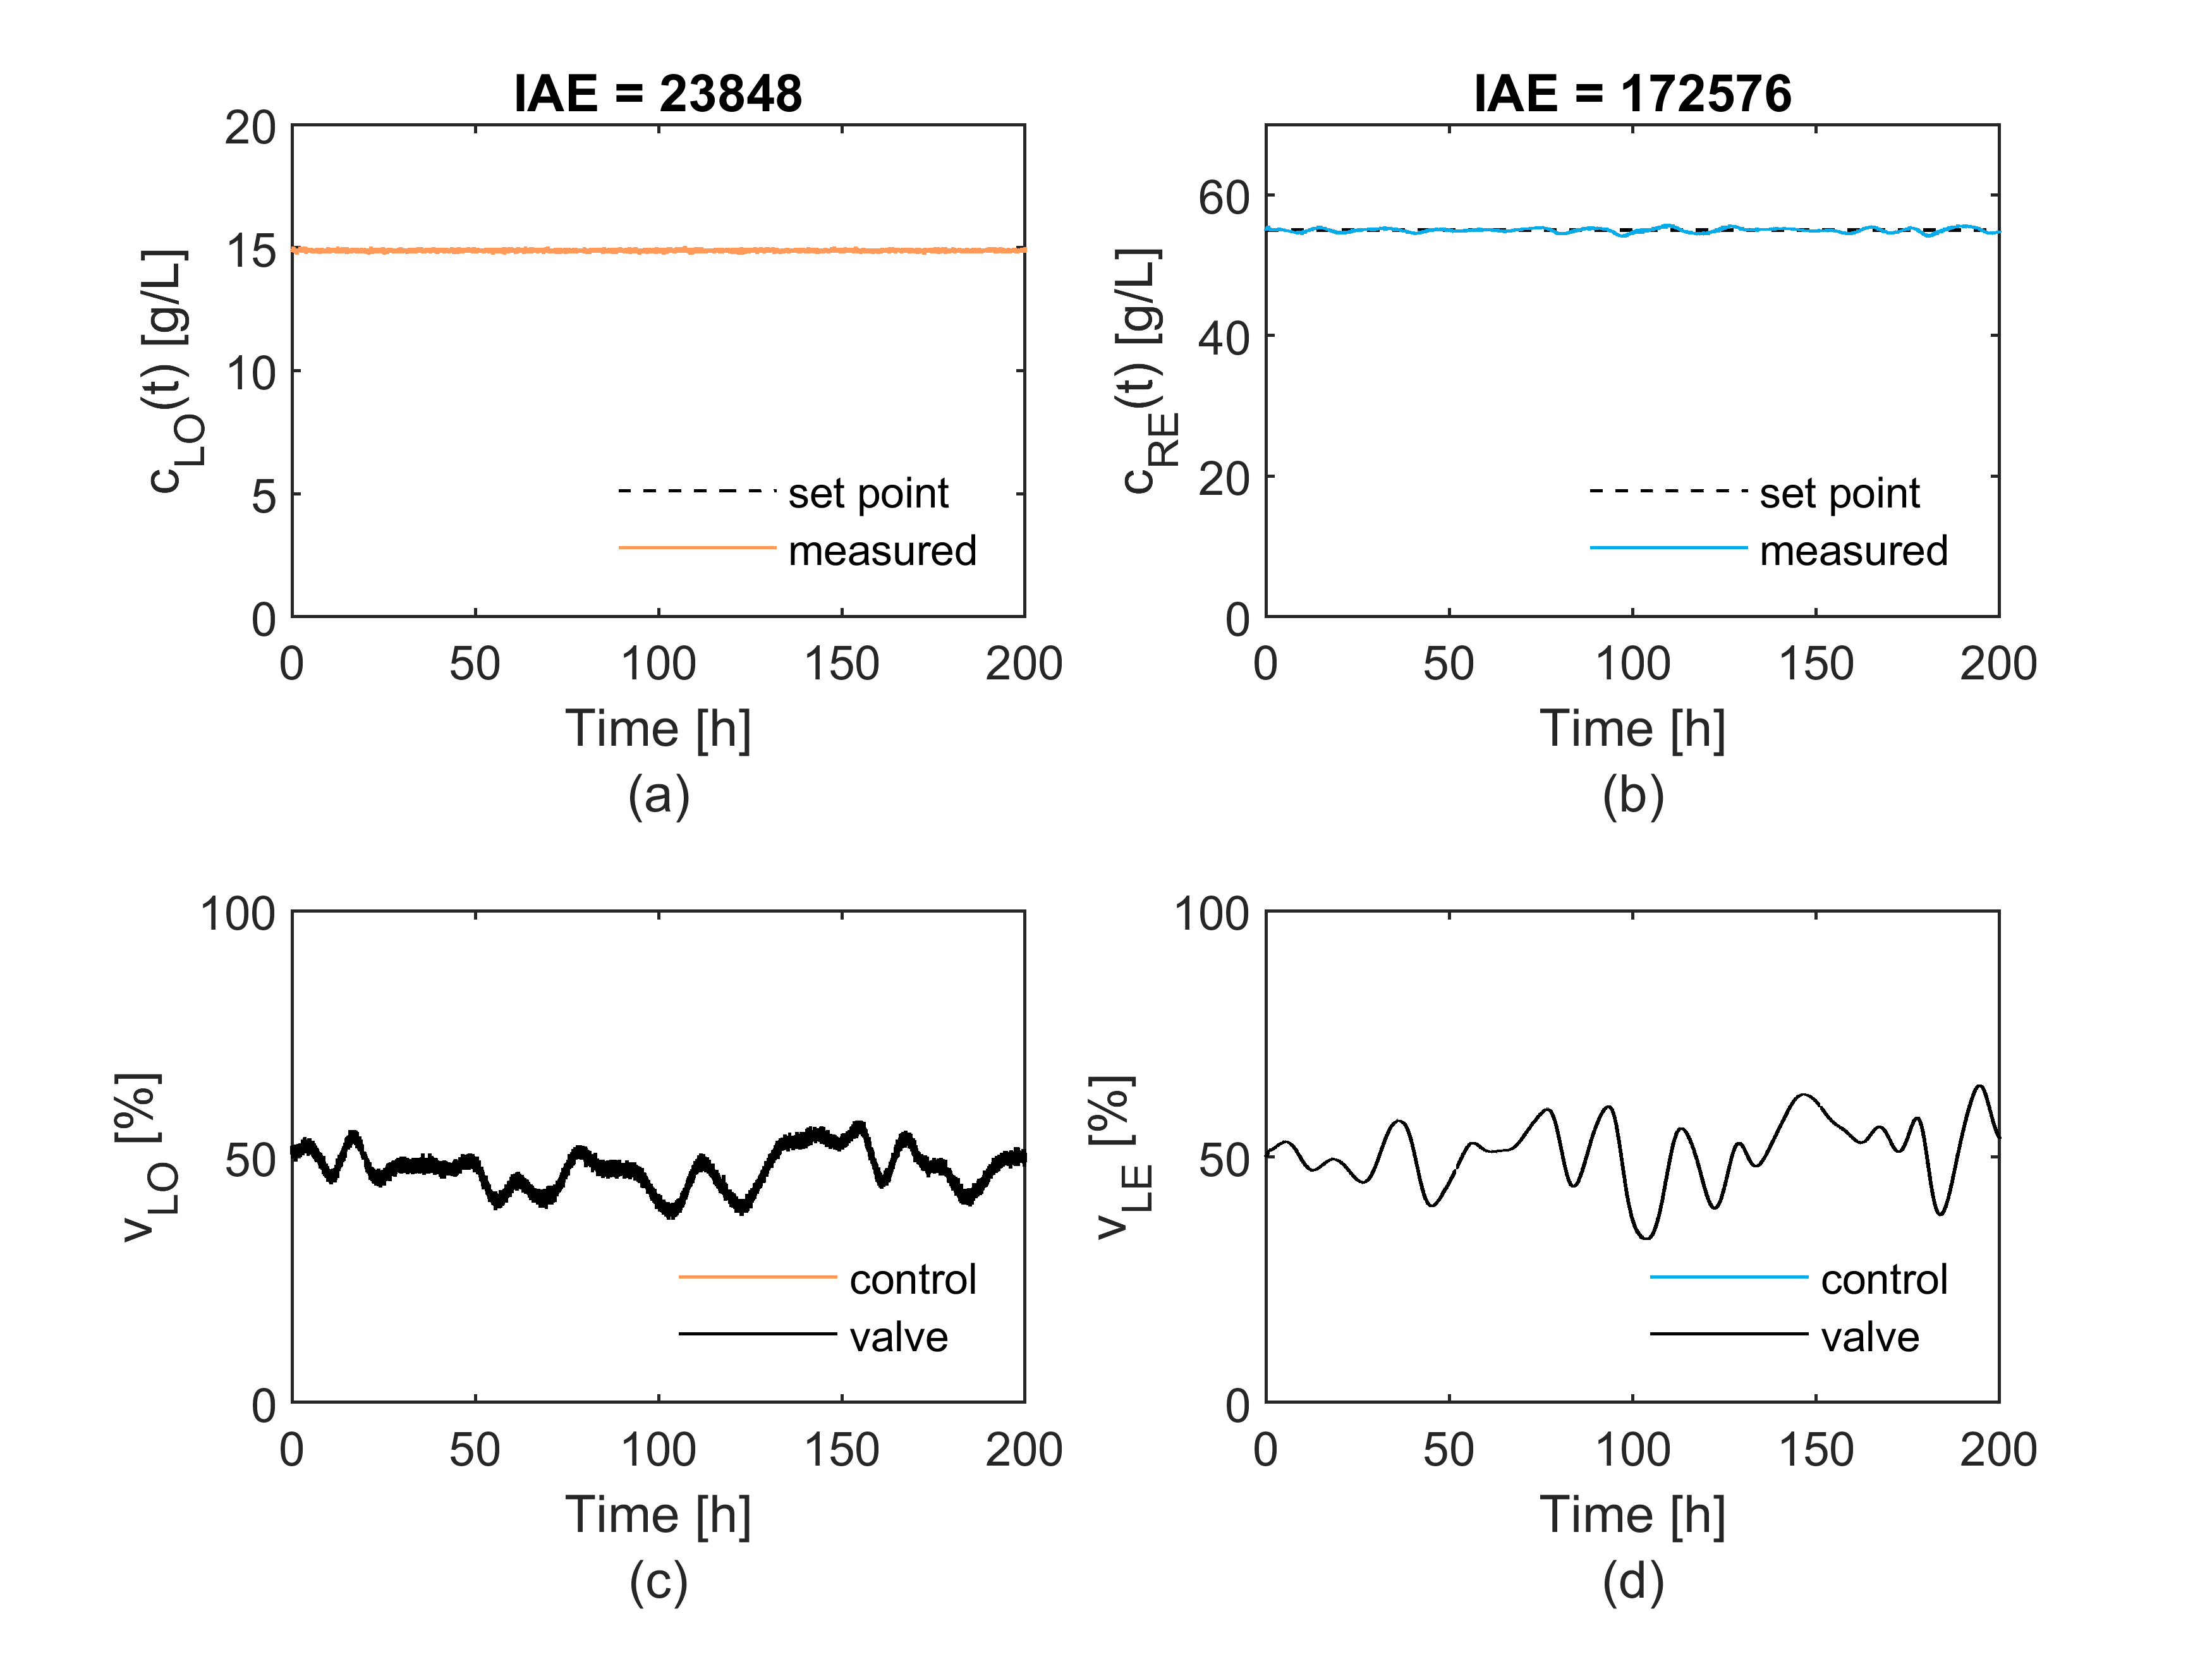 IAE = 23848
20
15
10
5
0
c_LO(t) [g/L]
set point
measured
0 50 100 150 200
Time [h]
(a)
IAE = 172576
60
40
20
0
c_RE(t) [g/L]
set point
measured
0 50 100 150 200
Time [h]
(b)
100
50
0
v_LO [%]
control
valve
0 50 100 150 200
Time [h]
(c)
100
50
0
v_LE [%]
control
valve
0 50 100 150 200
Time [h]
(d)